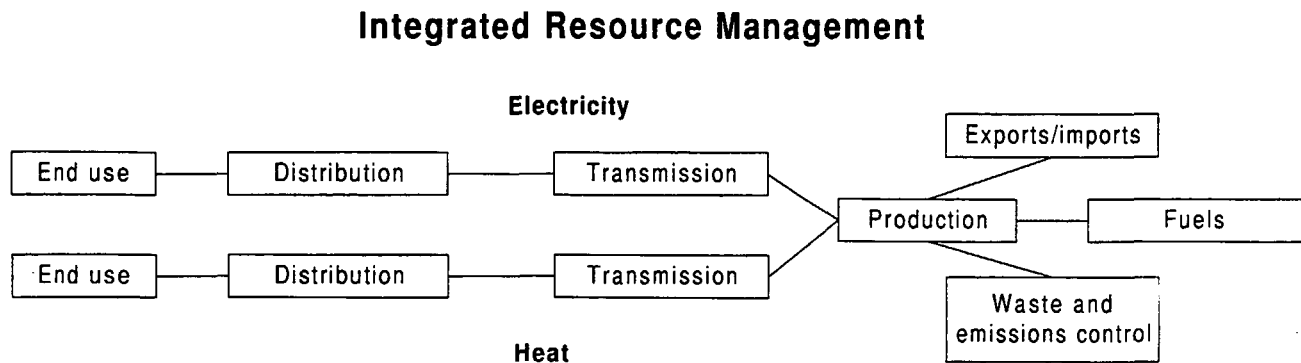 Integrated Resource Management
Electricity
Exports/imports
End use
Distribution
Transmission
Production
Fuels
End use
Distribution
Transmission
Waste and
emissions control
Heat